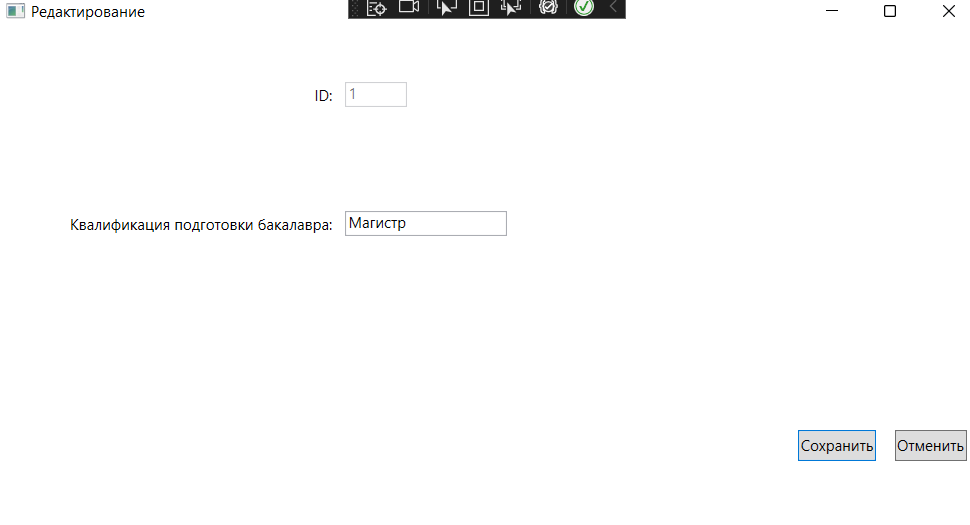 Редактирование
ID: 1
Квалификация подготовки бакалавра: Магистр
Сохранить Отменить